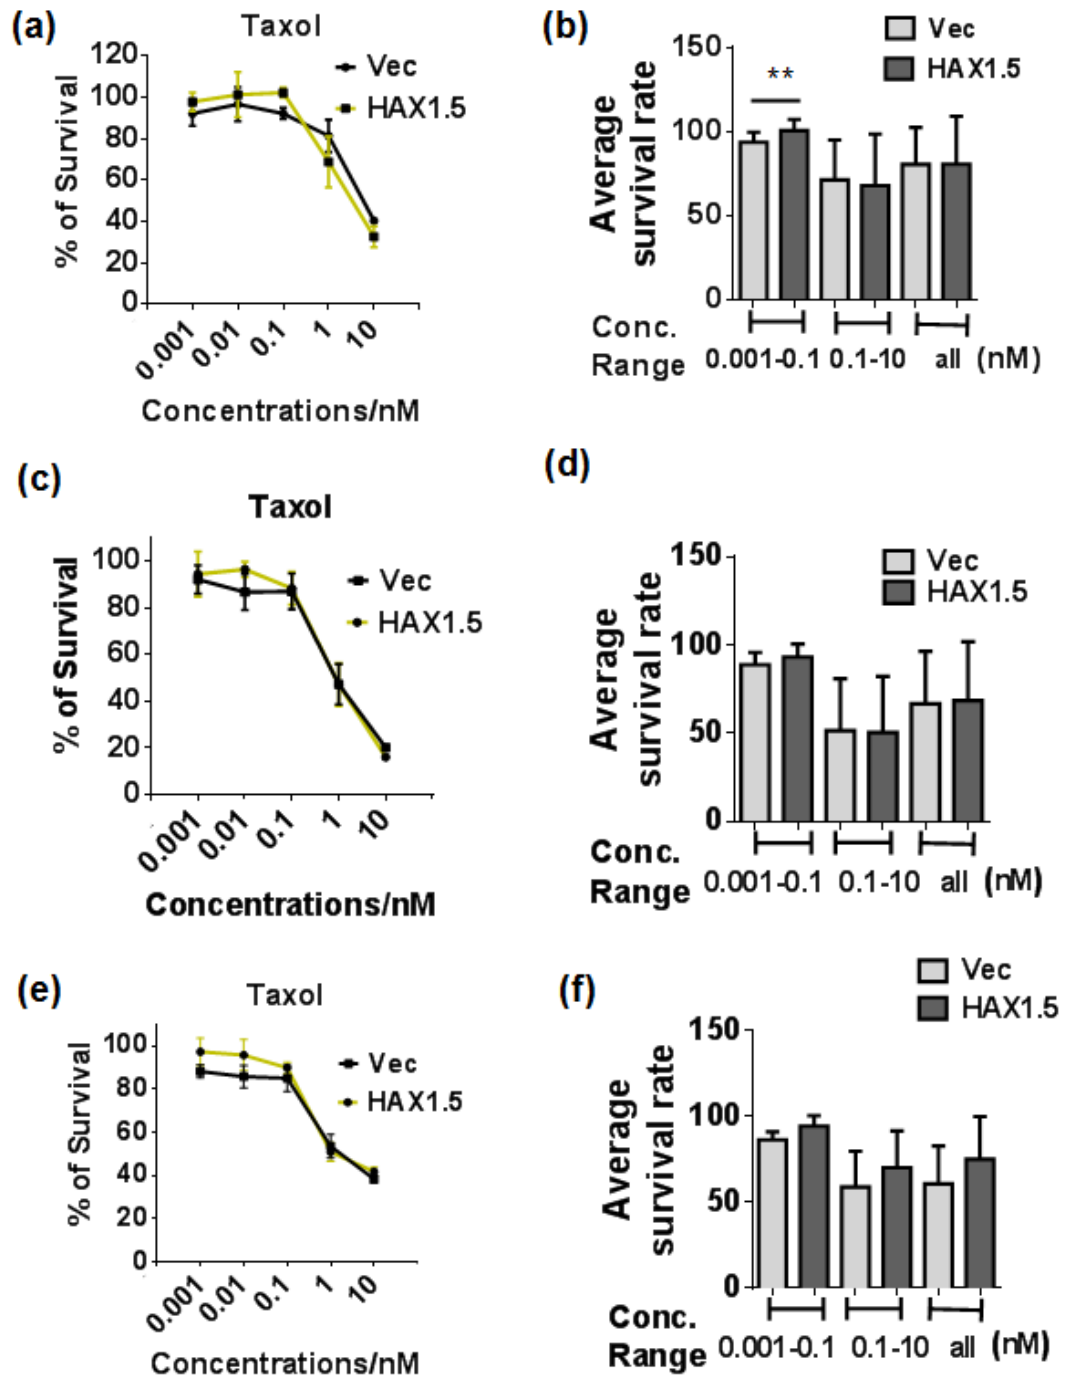 (a)
Taxol
% of Survival
120
100
80
60
40
20
0
Vec
HAX1.5
0.001
0.01
0.1
1
10
Concentrations/nM
(b)
Average
survival rate
150
100
50
0
Vec
HAX1.5
**
Conc.
Range
0.001-0.1
0.1-10
all
(nM)
(c)
Taxol
% of Survival
100
80
60
40
20
0
Vec
HAX1.5
0.001
0.01
0.1
1
10
Concentrations/nM
(d)
Average
survival rate
150
100
50
0
Vec
HAX1.5
Conc.
Range
0.001-0.1
0.1-10
all
(nM)
(e)
Taxol
% of Survival
100
80
60
40
20
0
Vec
HAX1.5
0.001
0.01
0.1
1
10
Concentrations/nM
(f)
Average
survival rate
150
100
50
0
Vec
HAX1.5
Conc.
Range
0.001-0.1
0.1-10
all
(nM)